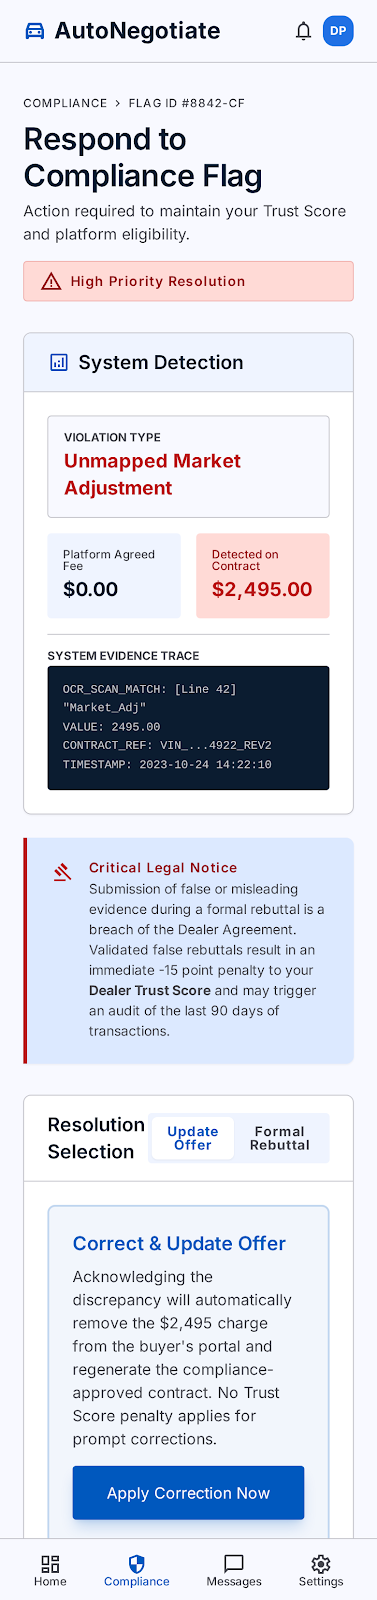 AutoNegotiate
DP
COMPLIANCE > FLAG ID #8842-CF
Respond to
Compliance Flag
Action required to maintain your Trust Score
and platform eligibility.
High Priority Resolution
System Detection
VIOLATION TYPE
Unmapped Market
Adjustment
Platform Agreed
Fee
$0.00
Detected on
Contract
$2,495.00
SYSTEM EVIDENCE TRACE
OCR_SCAN_MATCH: [Line 42]
"Market_Adj"
VALUE: 2495.00
CONTRACT_REF: VIN_...4922_REV2
TIMESTAMP: 2023-10-24 14:22:10
Critical Legal Notice
Submission of false or misleading
evidence during a formal rebuttal is a
breach of the Dealer Agreement.
Validated false rebuttals result in an
immediate -15 point penalty to your
Dealer Trust Score and may trigger
an audit of the last 90 days of
transactions.
Resolution
Selection
Update
Offer
Formal
Rebuttal
Correct & Update Offer
Acknowledging the
discrepancy will automatically
remove the $2,495 charge
from the buyer's portal and
regenerate the compliance-
approved contract. No Trust
Score penalty applies for
prompt corrections.
Apply Correction Now
Home
Compliance
Messages
Settings